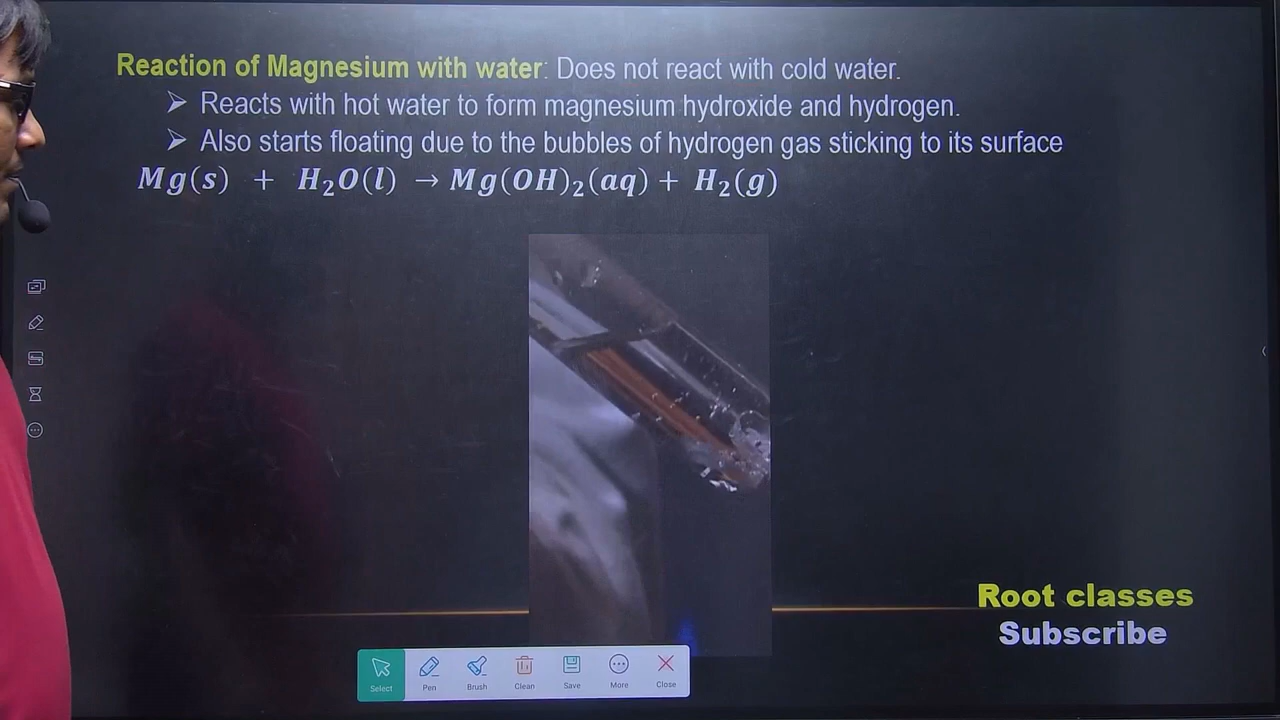 Reaction of Magnesium with water: Does not react with cold water.
➢ Reacts with hot water to form magnesium hydroxide and hydrogen.
➢ Also starts floating due to the bubbles of hydrogen gas sticking to its surface
Mg(s) + H₂O(l) → Mg(OH)₂(aq) + H₂(g)
Root classes
Subscribe
Select Pen Brush Clean Save More Close